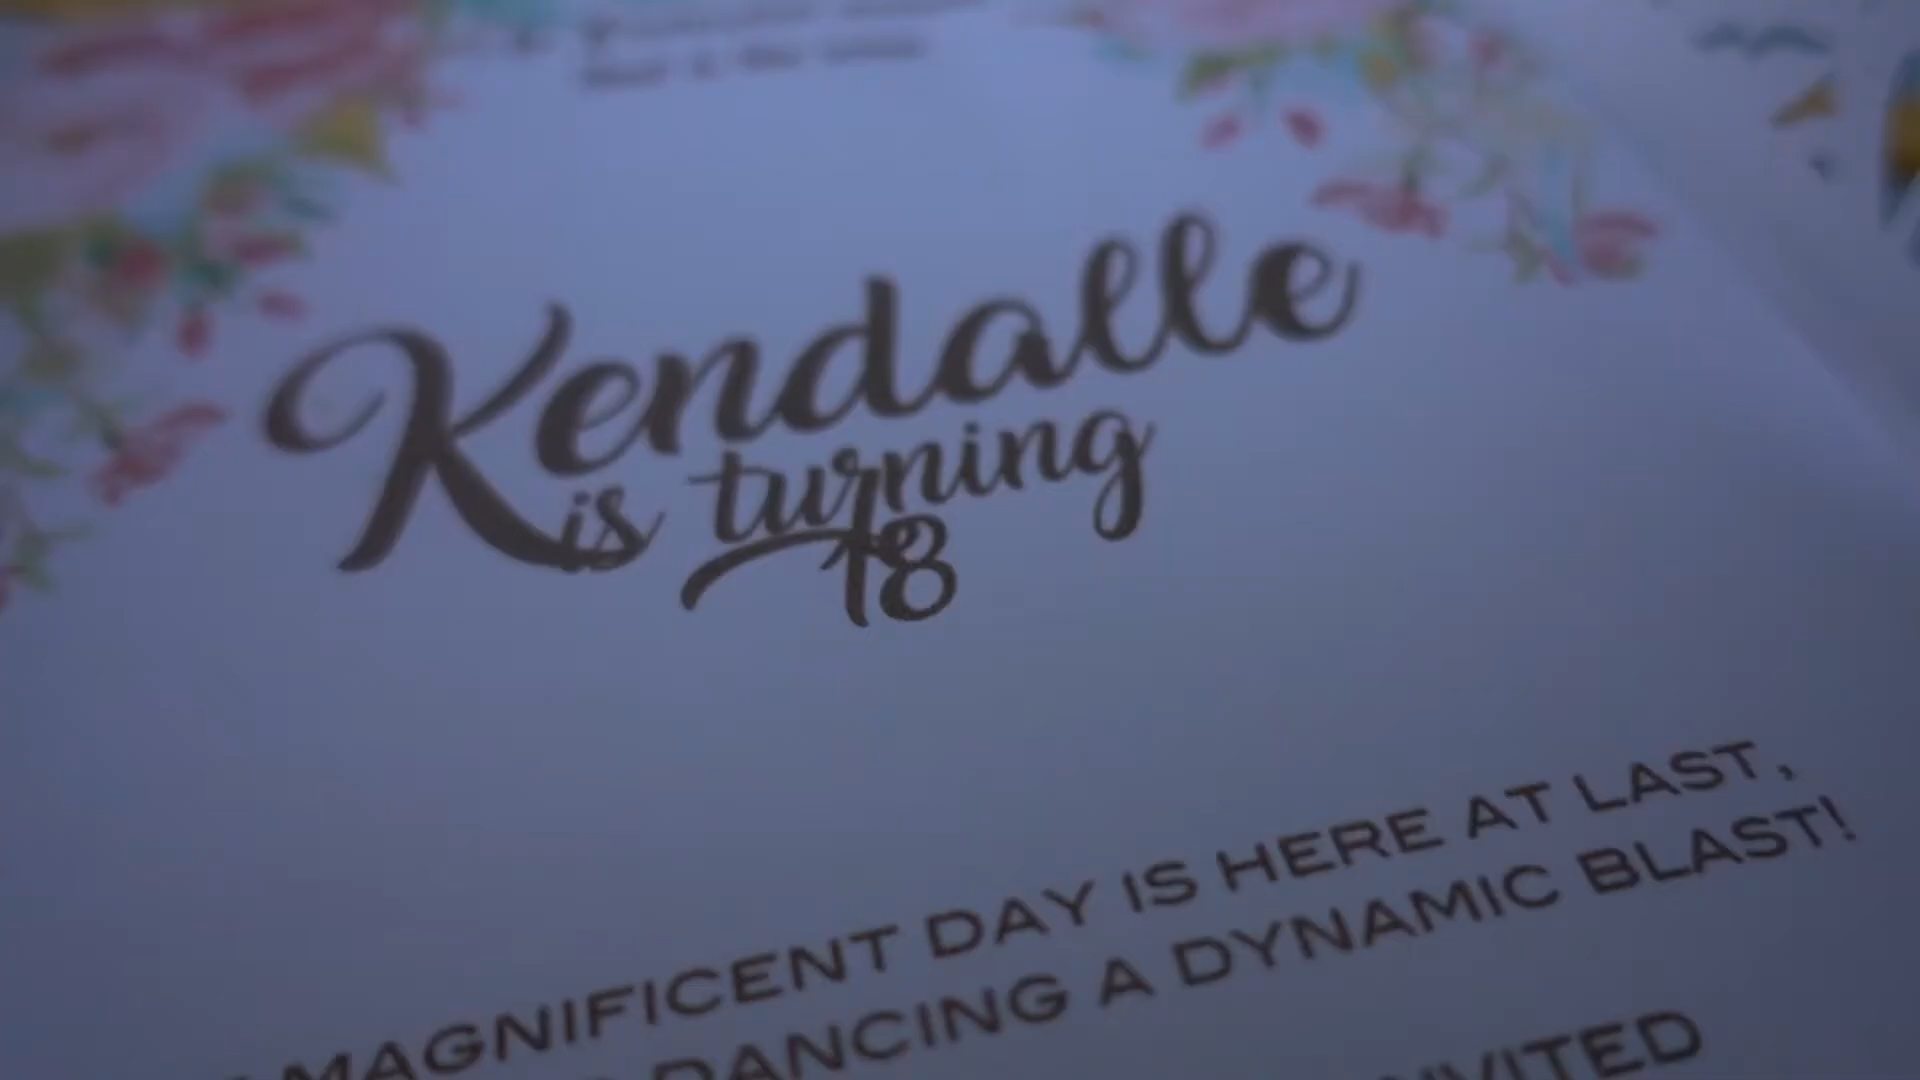 Kendalle
is turning
18
MAGNIFICENT DAY IS HERE AT LAST,
DANCING A DYNAMIC BLAST!
INVITED